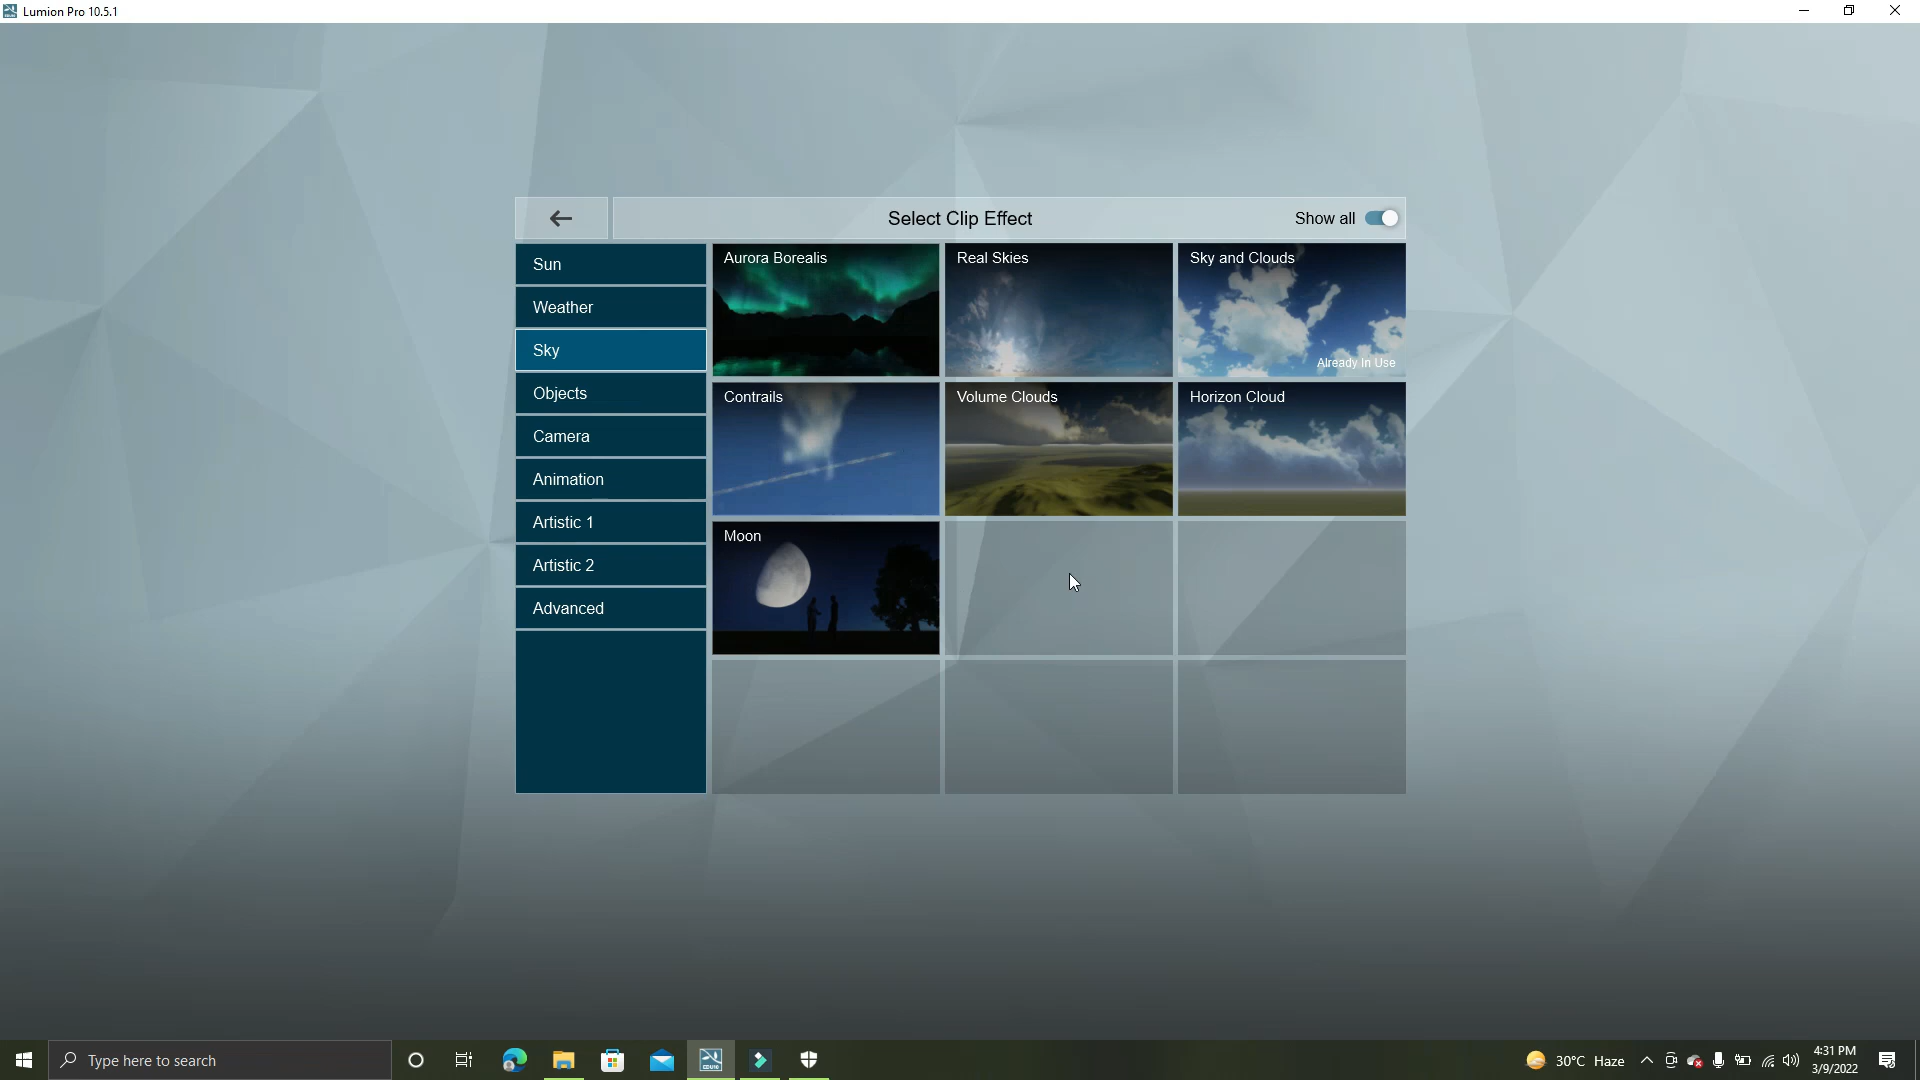 Lumion Pro 10.5.1
Select Clip Effect
Show all
Sun
Weather
Sky
Objects
Camera
Animation
Artistic 1
Artistic 2
Advanced
Aurora Borealis
Real Skies
Sky and Clouds
Already In Use
Contrails
Volume Clouds
Horizon Cloud
Moon
Type here to search
EDU10
30°C Haze
4:31 PM
3/9/2022